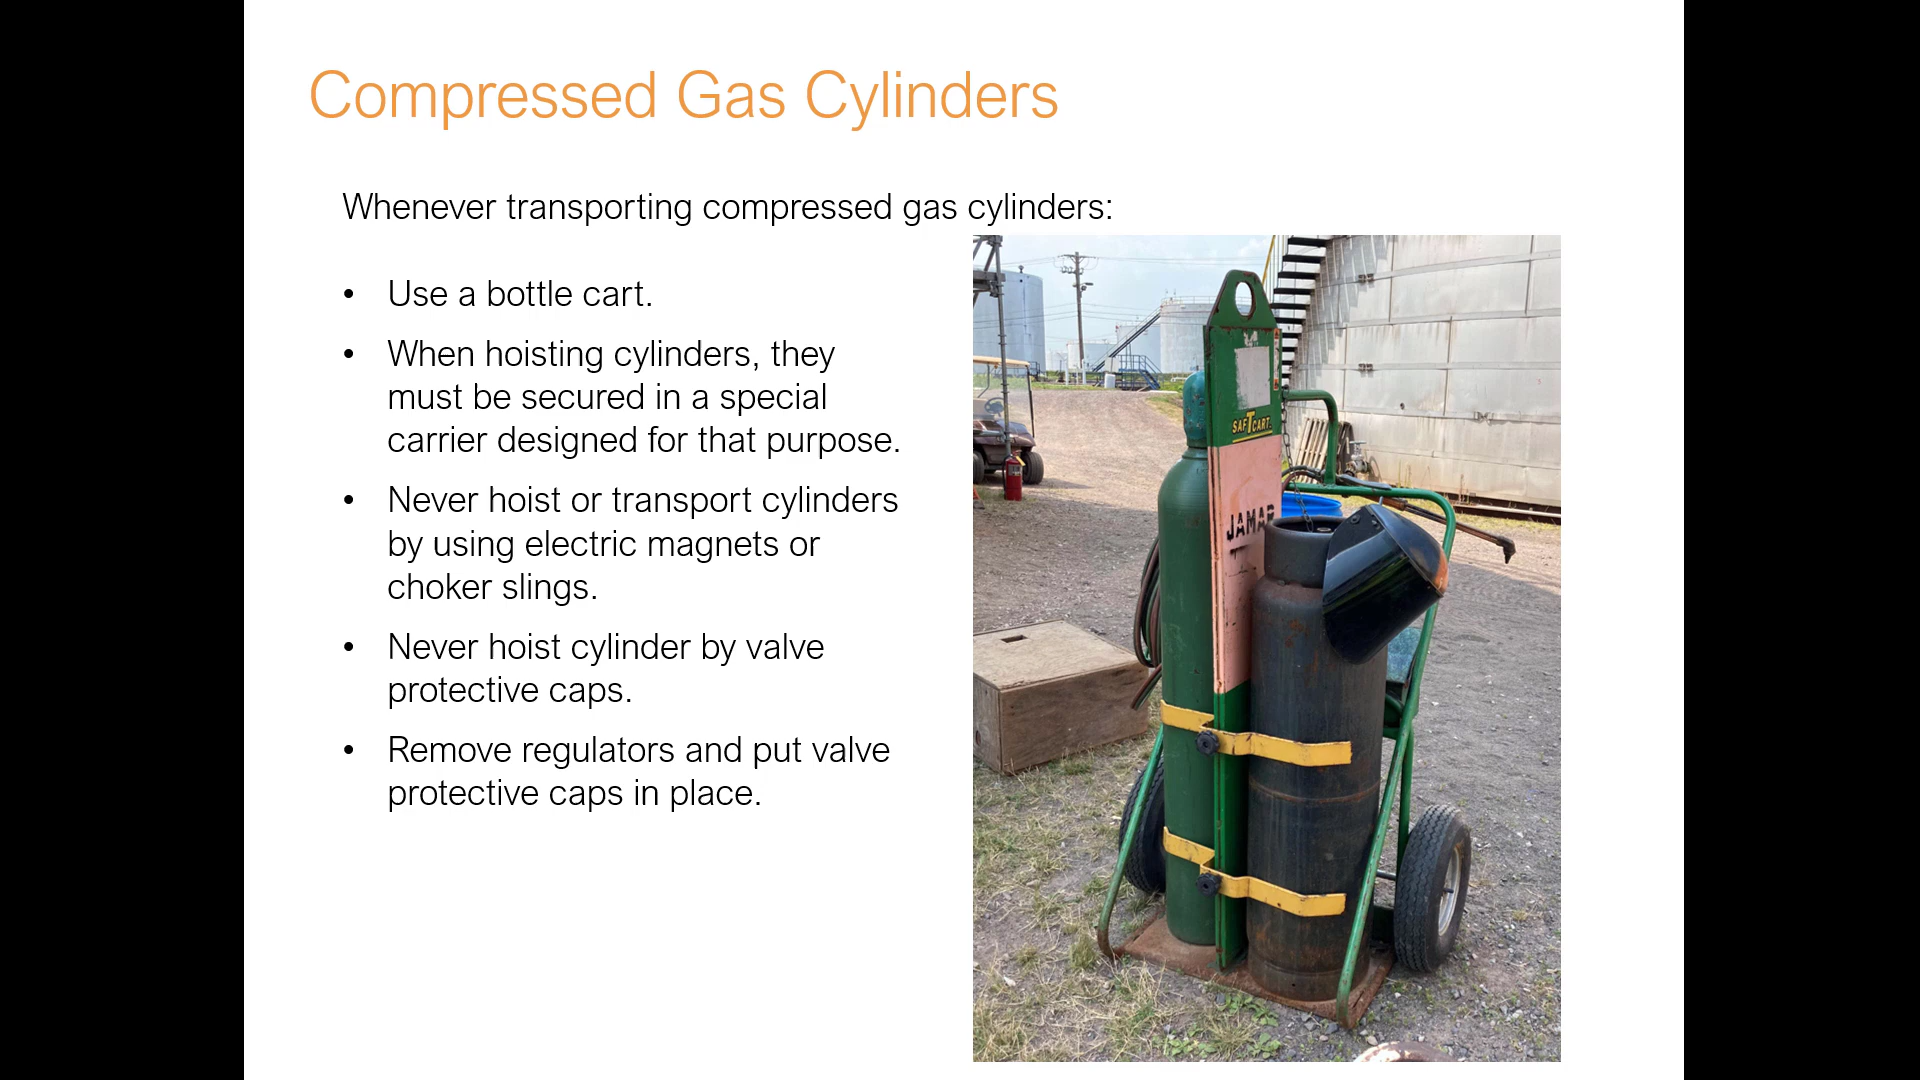 Compressed Gas Cylinders
Whenever transporting compressed gas cylinders:
• Use a bottle cart.
• When hoisting cylinders, they
must be secured in a special
carrier designed for that purpose.
• Never hoist or transport cylinders
by using electric magnets or
choker slings.
• Never hoist cylinder by valve
protective caps.
• Remove regulators and put valve
protective caps in place.
SAFTCART
JAMAR